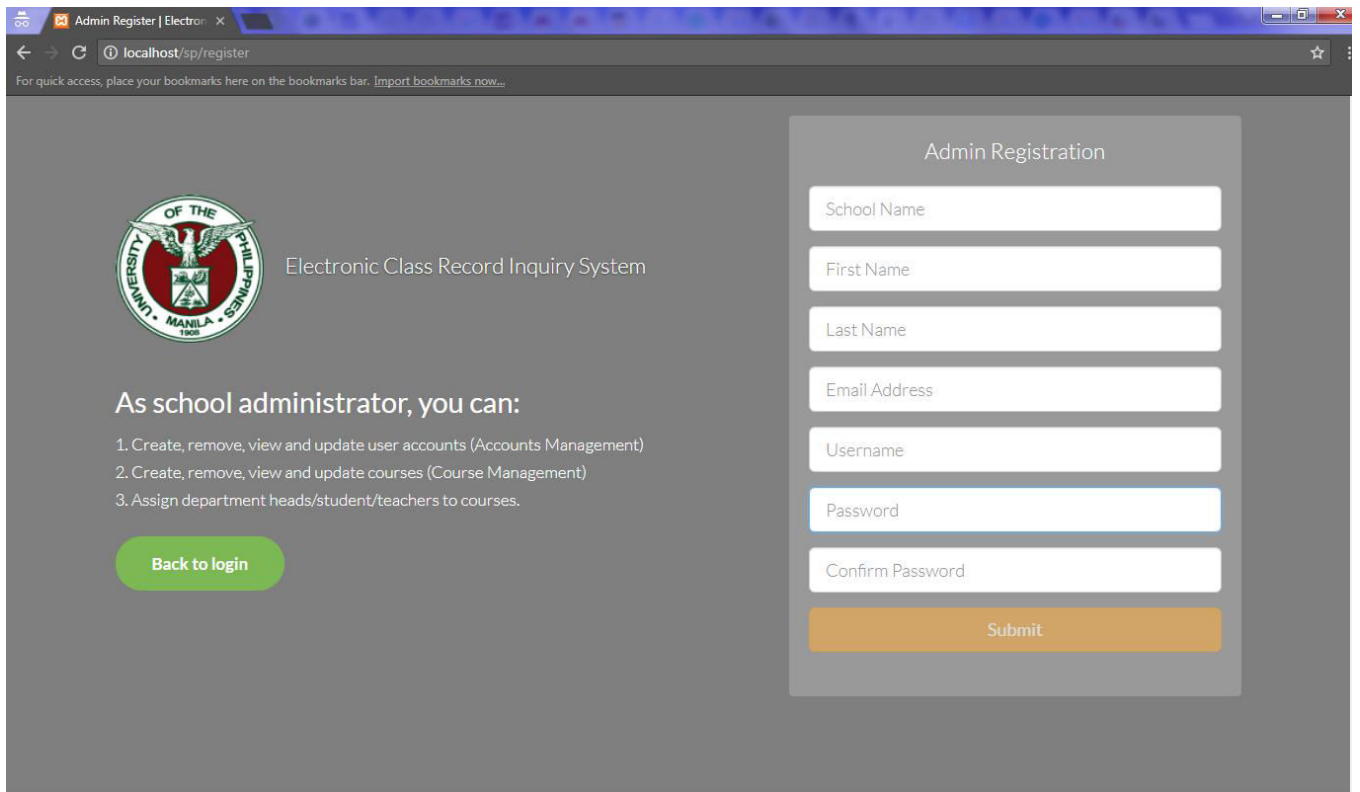 Admin Register | Electron
localhost/sp/register
For quick access, place your bookmarks here on the bookmarks bar. Import bookmarks now...
UNIVERSITY OF THE PHILIPPINES
MANILA
1908
Electronic Class Record Inquiry System
As school administrator, you can:
1. Create, remove, view and update user accounts (Accounts Management)
2. Create, remove, view and update courses (Course Management)
3. Assign department heads/student/teachers to courses.
Back to login
Admin Registration
School Name
First Name
Last Name
Email Address
Username
Password
Confirm Password
Submit